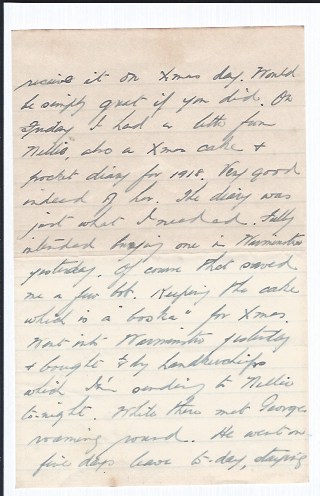 receive it on Xmas day. Would
be simply great if you did. On
Friday I had a letter from
Nellie, also a Xmas cake &
pocket diary for 1918. Very good
indeed of her. The diary was
just what I needed. Fully
intended buying one in Warminster
yesterday. Of course that saved
me a few bob. Keeping the cake
which is a "boska" for Xmas.
Went into Warminster yesterday
& bought handkerchiefs
which I'm sending to Nellie
to-night. While there met George
roaming round. He went on
five days leave to-day, staying